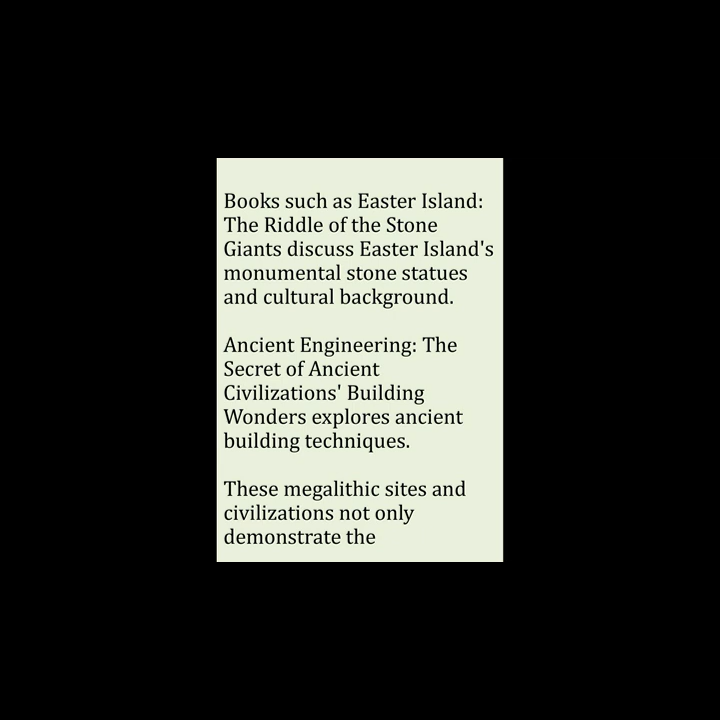 Books such as Easter Island:
The Riddle of the Stone
Giants discuss Easter Island's
monumental stone statues
and cultural background.
Ancient Engineering: The
Secret of Ancient
Civilizations' Building
Wonders explores ancient
building techniques.
These megalithic sites and
civilizations not only
demonstrate the